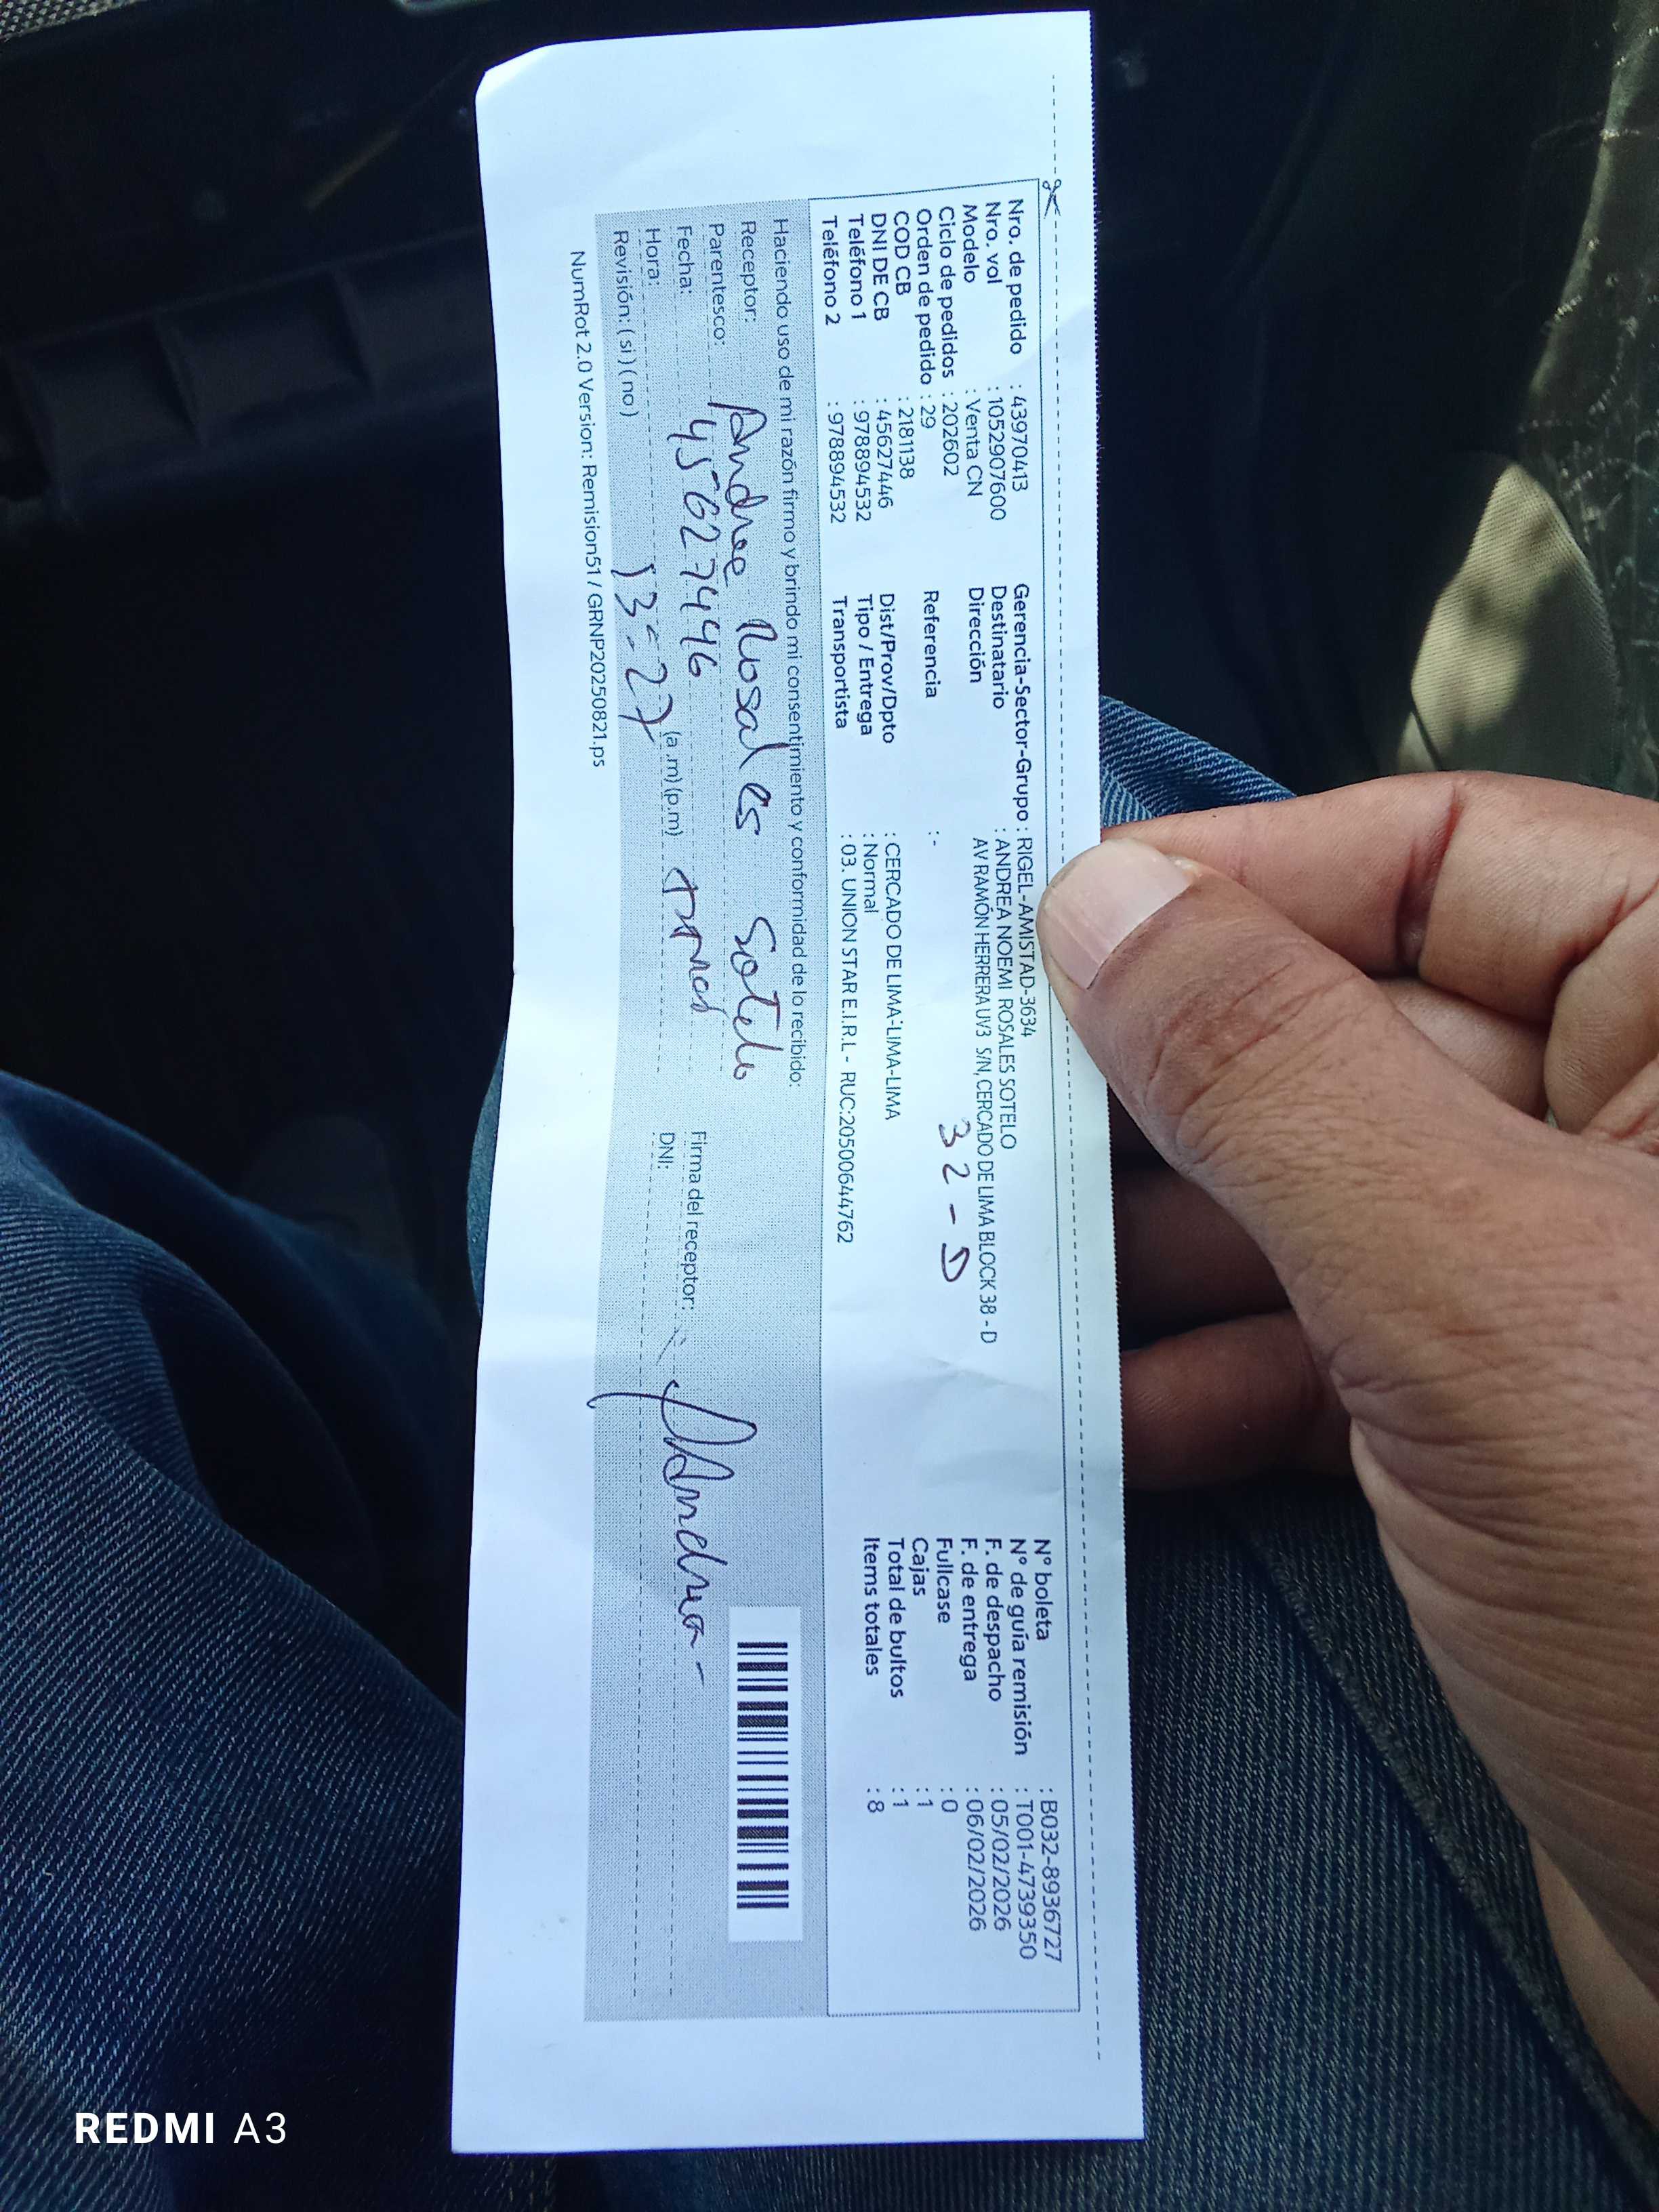 Nro. de pedido : 43970413
Nro. vol : 1052907600
Modelo : Venta CN
Ciclo de pedidos : 202602
Orden de pedido : 29
COD CB : 2181138
DNI DE CB : 45627446
Teléfono 1 : 978894532
Teléfono 2 : 978894532
Gerencia-Sector-Grupo : RIGEL-AMISTAD-3634
Destinatario : ANDREA NOEMI ROSALES SOTELO
Dirección AV RAMÓN HERRERA UV3 S/N, CERCADO DE LIMA BLOCK 38 - D
32 - D
Referencia : -
Dist/Prov/Dpto : CERCADO DE LIMA-LIMA-LIMA
Tipo / Entrega : Normal
Transportista : 03. UNION STAR E.I.R.L - RUC:20500644762
N° boleta : B032-8936727
N° de guía remisión : T001-4739350
F. de despacho : 05/02/2026
F. de entrega : 06/02/2026
Fullcase : 0
Cajas : 1
Total de bultos : 1
Items totales : 8
Haciendo uso de mi razón firmo y brindo mi consentimiento y conformidad de lo recibido:
Receptor: Andrea Rosales Sotelo
Parentesco:
Fecha: 45627446
Hora: 13-27 (a.m) (p.m)
Revisión: ( si ) ( no )
Firma del receptor: Andrea
DNI:
NumRot 2.0 Version: Remision51 / GRNP20250821.ps
REDMI A3